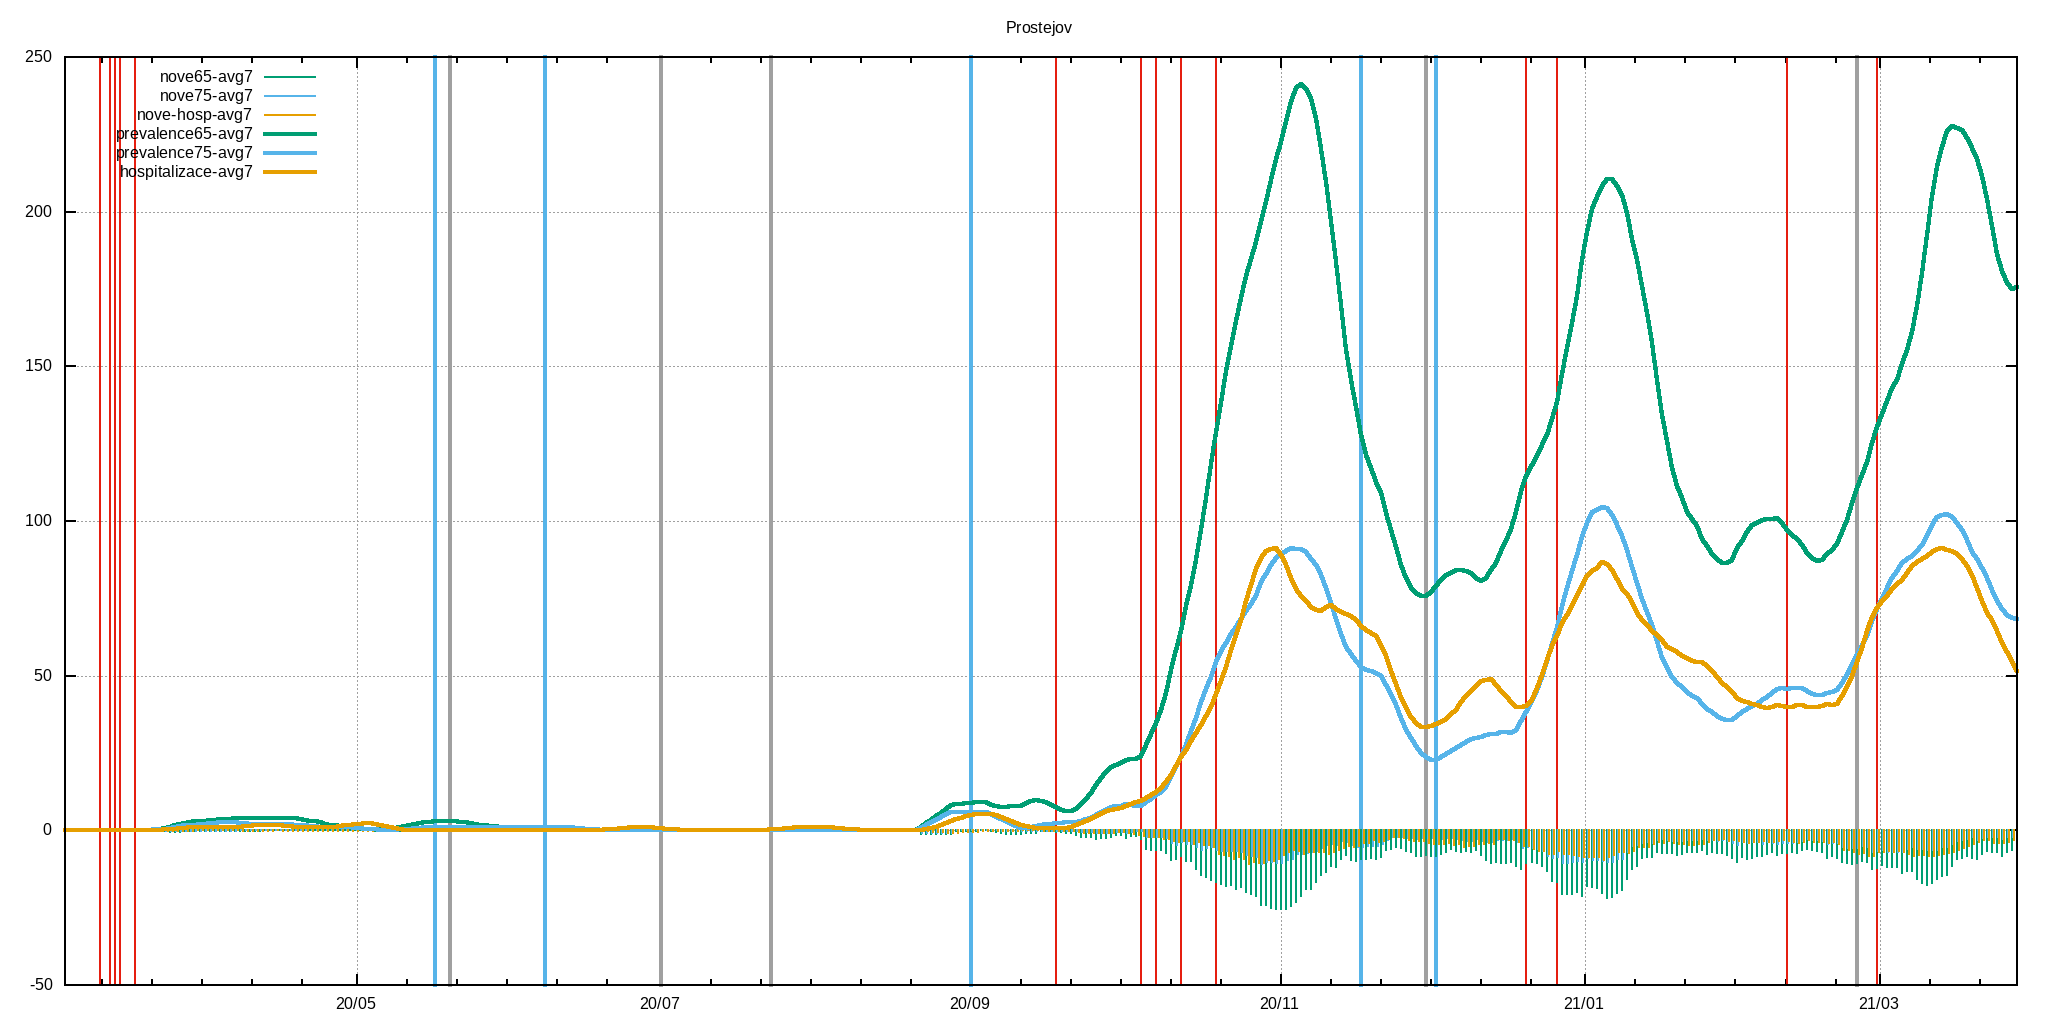 Prostejov
250
200
150
100
50
0
-50
nove65-avg7
nove75-avg7
nove-hosp-avg7
prevalence65-avg7
prevalence75-avg7
hospitalizace-avg7
20/05 20/07 20/09 20/11 21/01 21/03